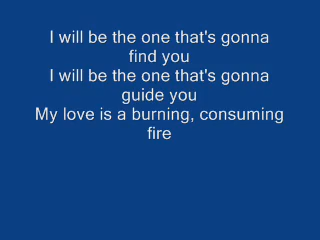 I will be the one that's gonna
find you
I will be the one that's gonna
guide you
My love is a burning, consuming
fire